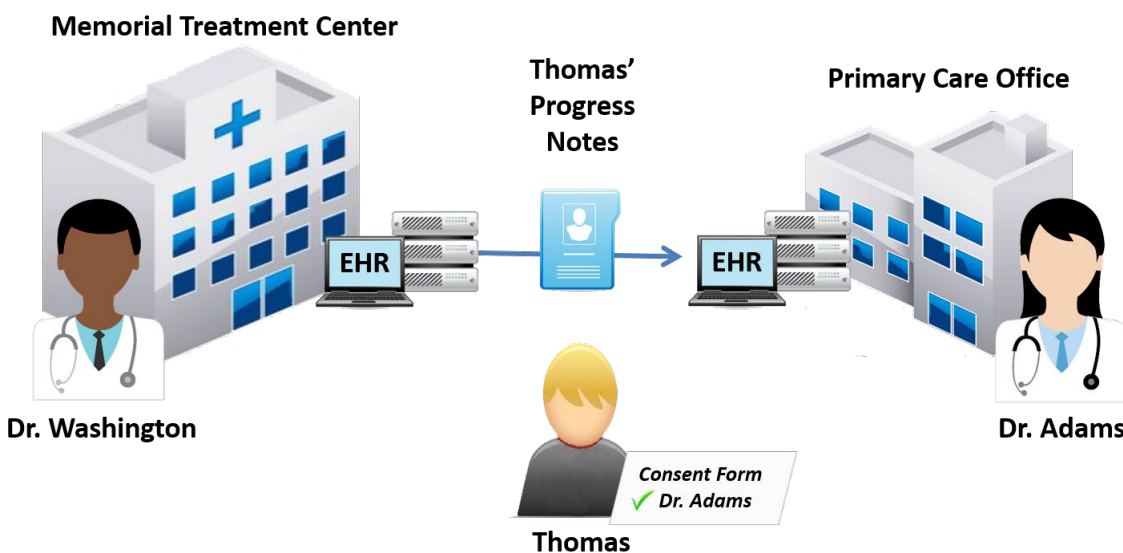 Memorial Treatment Center
Thomas’
Progress
Notes
Primary Care Office
EHR
EHR
Dr. Washington
Dr. Adams
Consent Form
Dr. Adams
Thomas